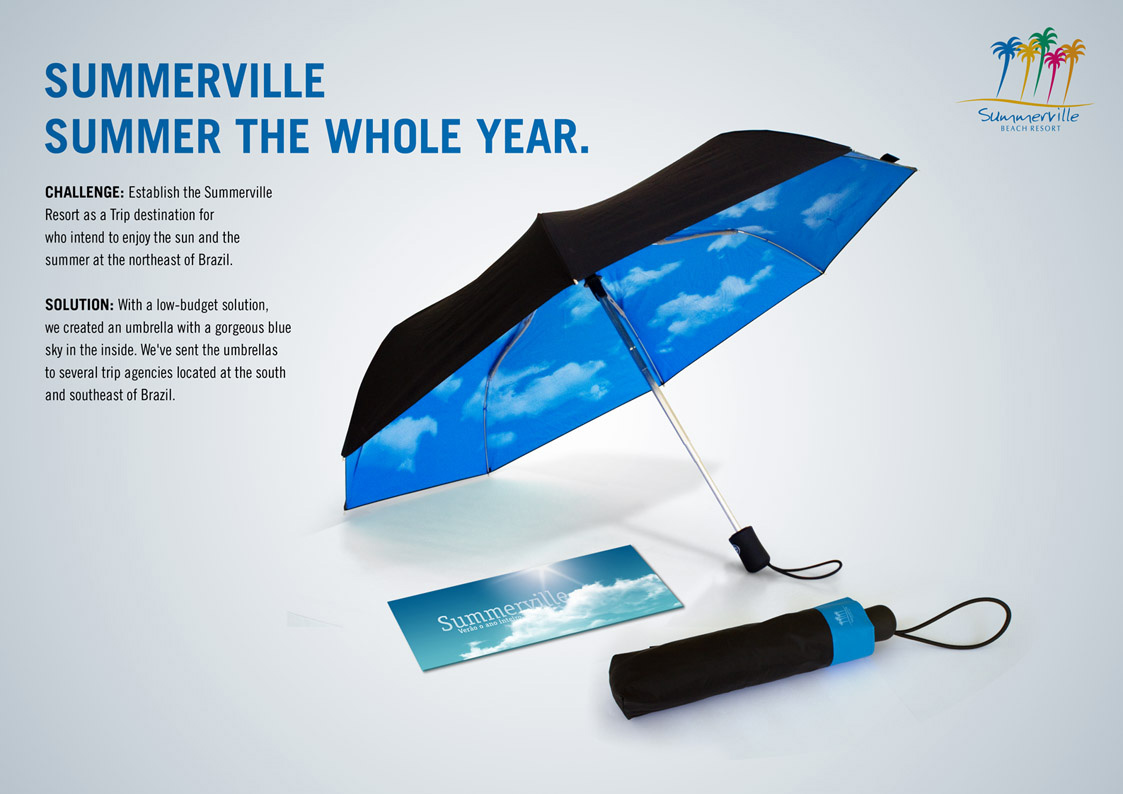 SUMMERVILLE
SUMMER THE WHOLE YEAR.
CHALLENGE: Establish the Summerville
Resort as a Trip destination for
who intend to enjoy the sun and the
summer at the northeast of Brazil.
SOLUTION: With a low-budget solution,
we created an umbrella with a gorgeous blue
sky in the inside. We've sent the umbrellas
to several trip agencies located at the south
and southeast of Brazil.
Summerville
BEACH RESORT
Summerville
Verão o ano inteiro